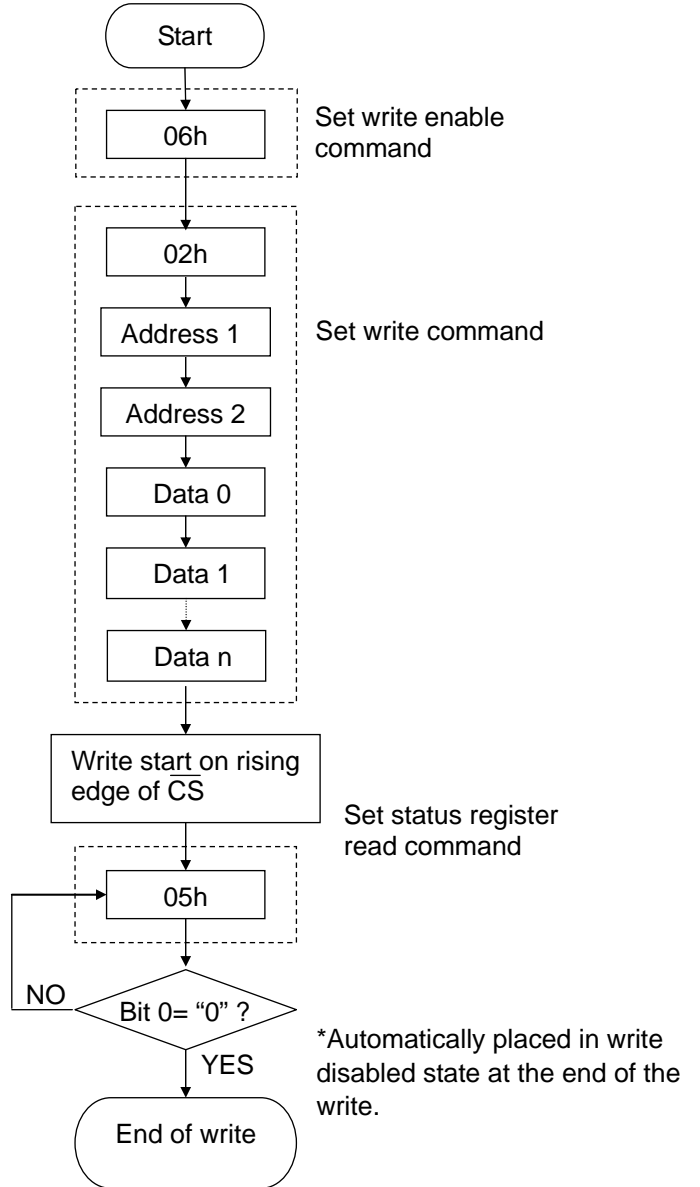 Start
06h
Set write enable
command
02h
Address 1
Set write command
Address 2
Data 0
Data 1
Data n
Write start on rising
edge of C̅S̅
Set status register
read command
05h
NO
Bit 0= “0” ?
*Automatically placed in write
disabled state at the end of the
write.
YES
End of write